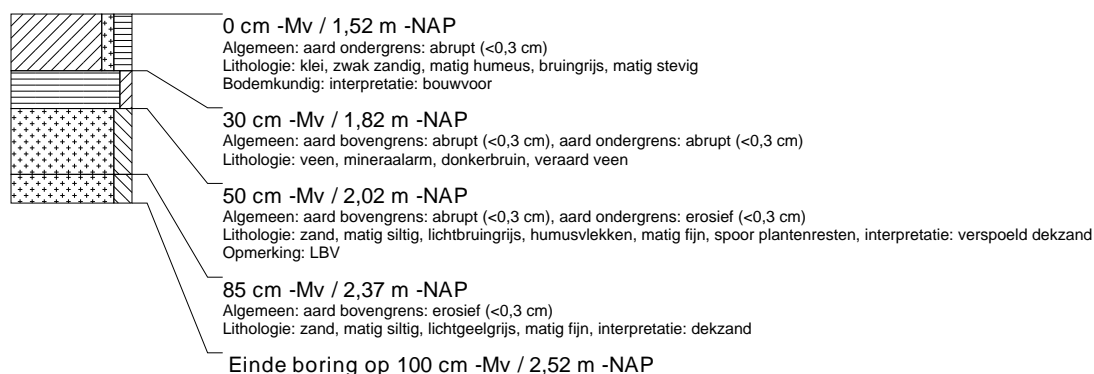 0 cm -Mv / 1,52 m -NAP
Algemeen: aard ondergrens: abrupt (<0,3 cm)
Lithologie: klei, zwak zandig, matig humeus, bruingrijs, matig stevig
Bodemkundig: interpretatie: bouwvoor
30 cm -Mv / 1,82 m -NAP
Algemeen: aard bovengrens: abrupt (<0,3 cm), aard ondergrens: abrupt (<0,3 cm)
Lithologie: veen, mineraalarm, donkerbruin, veraard veen
50 cm -Mv / 2,02 m -NAP
Algemeen: aard bovengrens: abrupt (<0,3 cm), aard ondergrens: erosief (<0,3 cm)
Lithologie: zand, matig siltig, lichtbruingrijs, humusvlekken, matig fijn, spoor plantenresten, interpretatie: verspoeld dekzand
Opmerking: LBV
85 cm -Mv / 2,37 m -NAP
Algemeen: aard bovengrens: erosief (<0,3 cm)
Lithologie: zand, matig siltig, lichtgeelgrijs, matig fijn, interpretatie: dekzand
Einde boring op 100 cm -Mv / 2,52 m -NAP